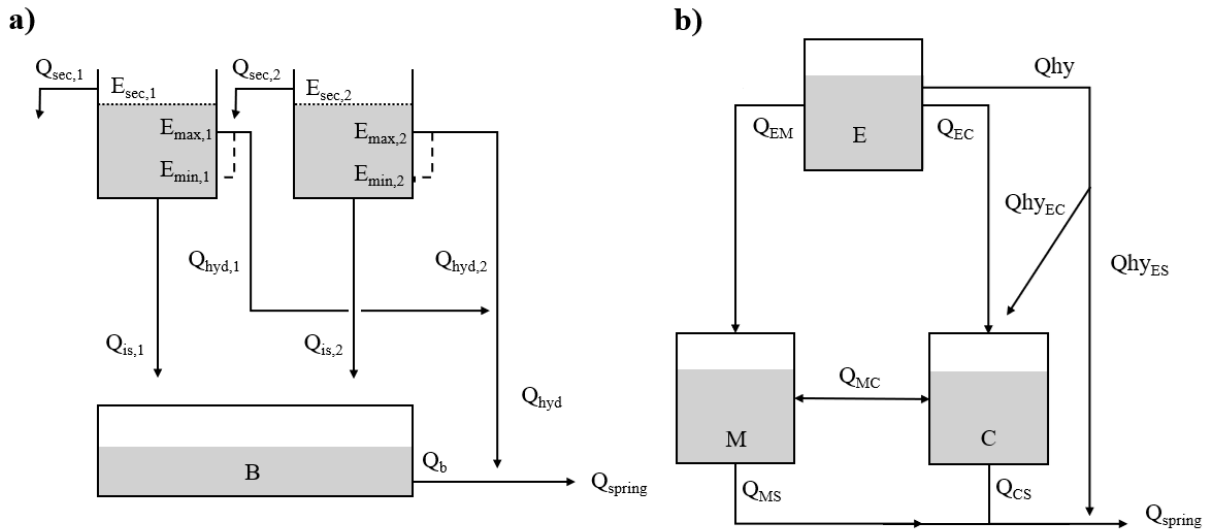 a)
Q_sec,1
E_sec,1
Q_sec,2
E_sec,2
E_max,1
E_max,2
E_min,1
E_min,2
Q_hyd,1
Q_hyd,2
Q_is,1
Q_is,2
Q_hyd
B
Q_b
Q_spring
b)
Qhy
Q_EM
E
Q_EC
Qhy_EC
Qhy_ES
Q_MC
M
C
Q_MS
Q_CS
Q_spring